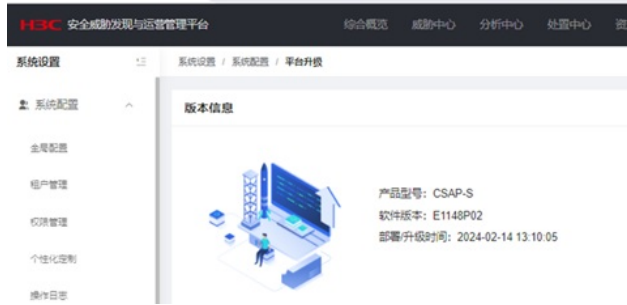 H3C 安全威胁发现与运营管理平台
综合概览 威胁中心 分析中心 处置中心
系统设置
系统设置 / 系统配置 / 平台升级
系统配置
版本信息
全局配置
租户管理
权限管理
个性化定制
操作日志
产品型号：CSAP-S
软件版本：E1148P02
部署/升级时间：2024-02-14 13:10:05